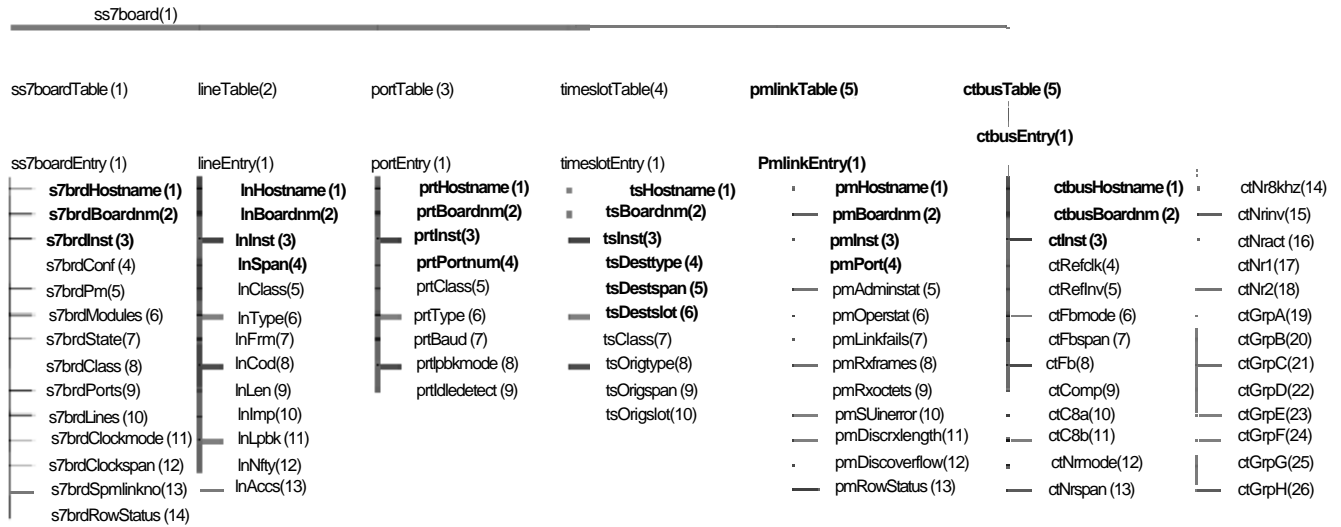 ss7board(1)
ss7boardTable (1)
lineTable(2)
portTable (3)
timeslotTable(4)
pmlinkTable (5)
ctbusTable (5)
ctbusEntry(1)
ss7boardEntry (1)
lineEntry(1)
portEntry (1)
timeslotEntry (1)
PmlinkEntry(1)
s7brdHostname (1)
s7brdBoardnm(2)
s7brdInst (3)
s7brdConf (4)
s7brdPm(5)
s7brdModules (6)
s7brdState(7)
s7brdClass (8)
s7brdPorts(9)
s7brdLines (10)
s7brdClockmode (11)
s7brdClockspan (12)
s7brdSpmlinkno(13)
s7brdRowStatus (14)
lnHostname (1)
lnBoardnm(2)
lnInst (3)
lnSpan(4)
lnClass(5)
lnType(6)
lnFrm(7)
lnCod(8)
lnLen (9)
lnImp(10)
lnLpbk (11)
lnNfty(12)
lnAccs(13)
prtHostname (1)
prtBoardnm(2)
prtInst(3)
prtPortnum(4)
prtClass(5)
prtType (6)
prtBaud (7)
prtlpbkmode (8)
prtIdledetect (9)
tsHostname (1)
tsBoardnm(2)
tsInst(3)
tsDesttype (4)
tsDestspan (5)
tsDestslot (6)
tsClass(7)
tsOrigtype(8)
tsOrigspan (9)
tsOrigslot(10)
pmHostname (1)
pmBoardnm (2)
pmInst (3)
pmPort(4)
pmAdminstat (5)
pmOperstat (6)
pmLinkfails(7)
pmRxframes (8)
pmRxoctets (9)
pmSUinerror (10)
pmDiscrxlength(11)
pmDiscoverflow(12)
pmRowStatus (13)
ctbusHostname (1)
ctbusBoardnm (2)
ctInst (3)
ctRefclk(4)
ctRefInv(5)
ctFbmode (6)
ctFbspan (7)
ctFb(8)
ctComp(9)
ctC8a(10)
ctC8b(11)
ctNrmode(12)
ctNrspan (13)
ctNr8khz(14)
ctNrinv(15)
ctNract (16)
ctNr1(17)
ctNr2(18)
ctGrpA(19)
ctGrpB(20)
ctGrpC(21)
ctGrpD(22)
ctGrpE(23)
ctGrpF(24)
ctGrpG(25)
ctGrpH(26)